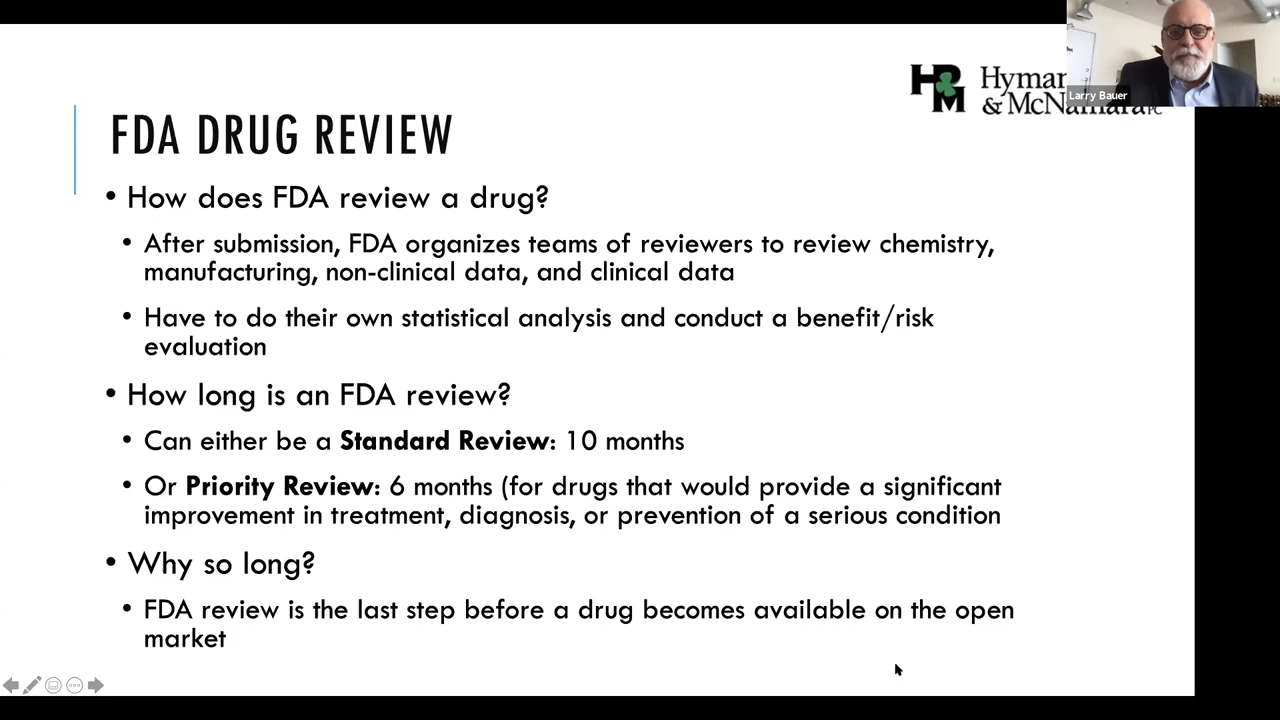 HPM
Hyman
& McNamara PC
Larry Bauer
FDA DRUG REVIEW
• How does FDA review a drug?
• After submission, FDA organizes teams of reviewers to review chemistry,
manufacturing, non-clinical data, and clinical data
• Have to do their own statistical analysis and conduct a benefit/risk
evaluation
• How long is an FDA review?
• Can either be a Standard Review: 10 months
• Or Priority Review: 6 months (for drugs that would provide a significant
improvement in treatment, diagnosis, or prevention of a serious condition
• Why so long?
• FDA review is the last step before a drug becomes available on the open
market